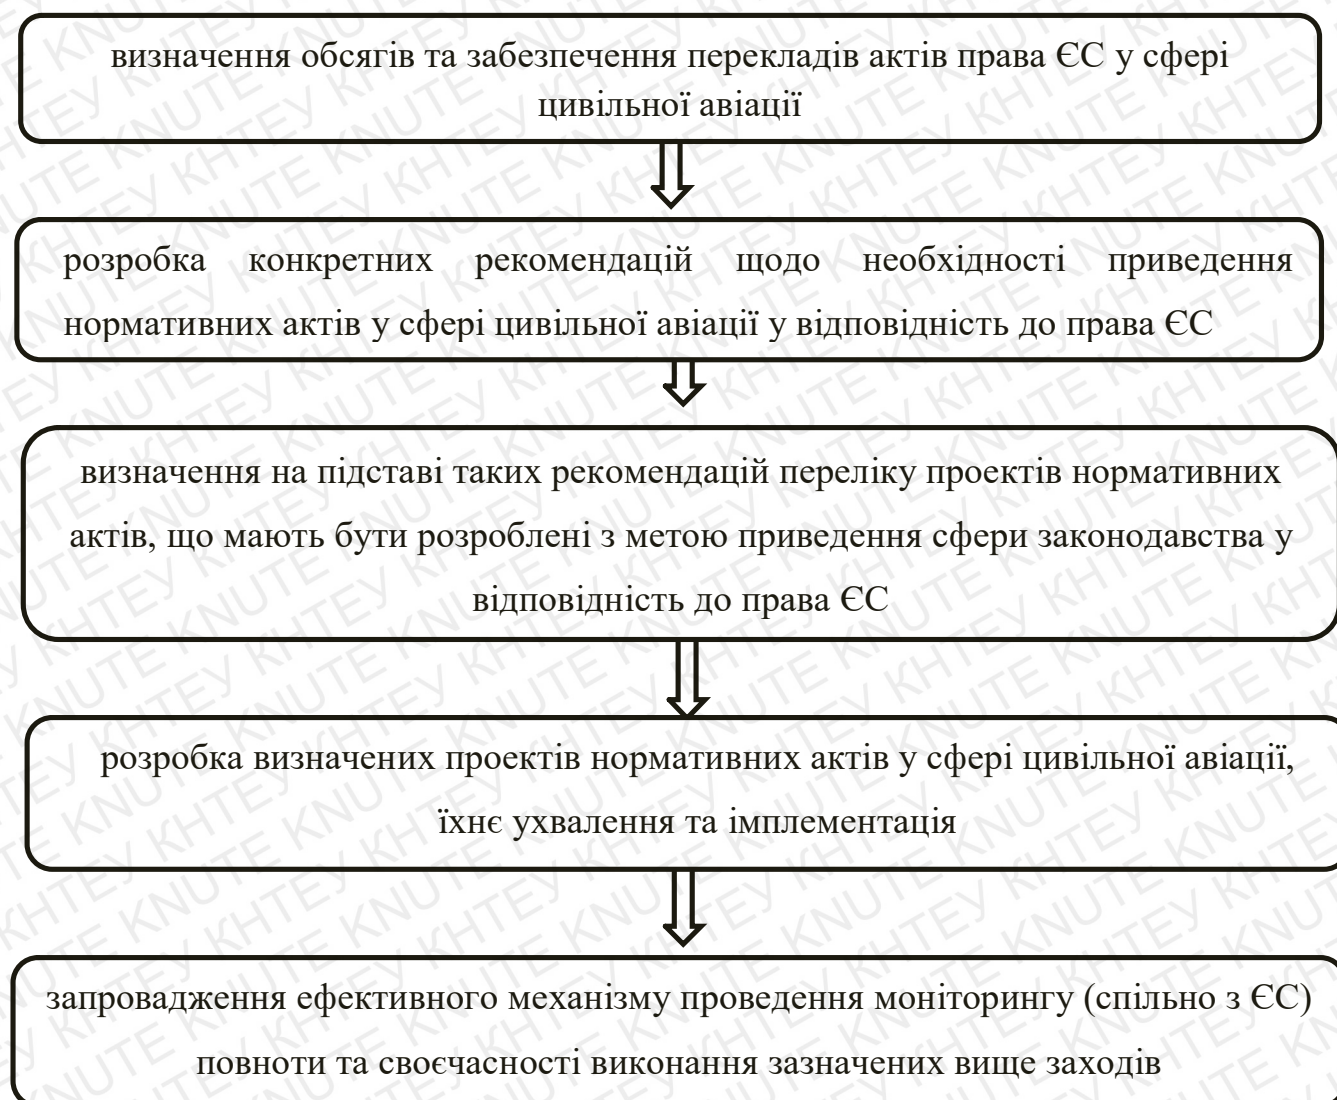 визначення обсягів та забезпечення перекладів актів права ЄС у сфері
цивільної авіації
розробка конкретних рекомендацій щодо необхідності приведення
нормативних актів у сфері цивільної авіації у відповідність до права ЄС
визначення на підставі таких рекомендацій переліку проектів нормативних
актів, що мають бути розроблені з метою приведення сфери законодавства у
відповідність до права ЄС
розробка визначених проектів нормативних актів у сфері цивільної авіації,
їхнє ухвалення та імплементація
запровадження ефективного механізму проведення моніторингу (спільно з ЄС)
повноти та своєчасності виконання зазначених вище заходів